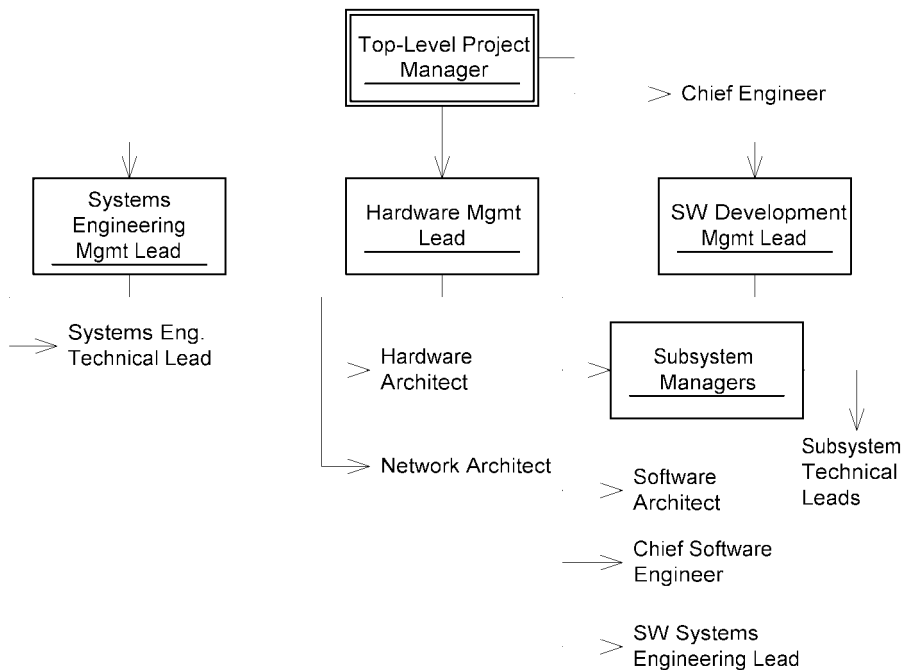 Top-Level Project
Manager
Chief Engineer
Systems
Engineering
Mgmt Lead
Hardware Mgmt
Lead
SW Development
Mgmt Lead
Systems Eng.
Technical Lead
Hardware
Architect
Subsystem
Managers
Network Architect
Subsystem
Technical
Leads
Software
Architect
Chief Software
Engineer
SW Systems
Engineering Lead